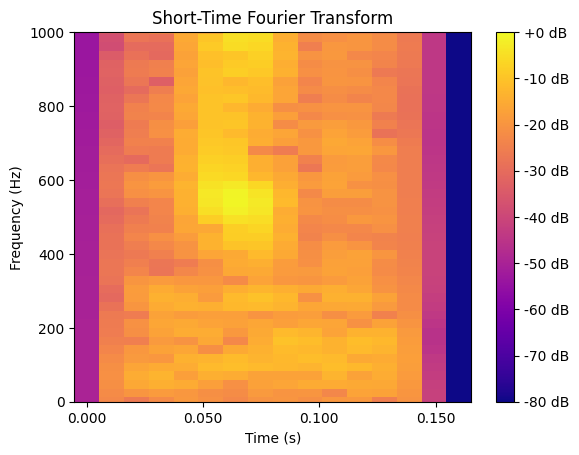 Short-Time Fourier Transform
1000
800
600
400
200
0
Frequency (Hz)
0.000
0.050
0.100
0.150
Time (s)
+0 dB
-10 dB
-20 dB
-30 dB
-40 dB
-50 dB
-60 dB
-70 dB
-80 dB